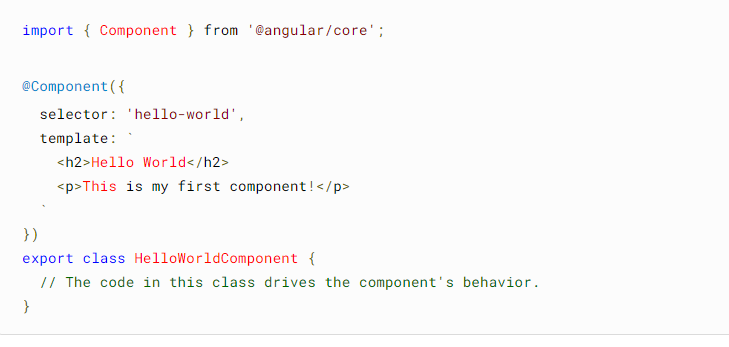 import { Component } from '@angular/core';
@Component({
selector: 'hello-world',
template: `
<h2>Hello World</h2>
<p>This is my first component!</p>
`
})
export class HelloWorldComponent {
// The code in this class drives the component's behavior.
}